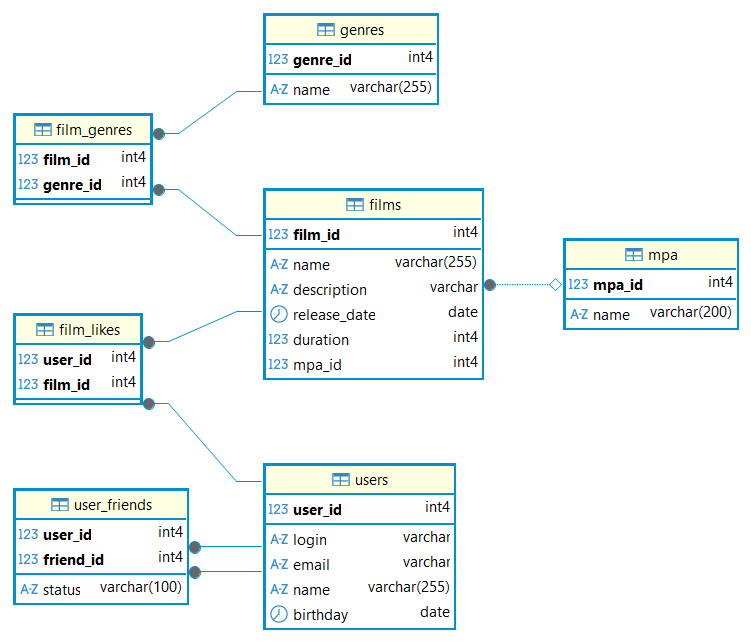 genres
123 genre_id int4
A-Z name varchar(255)
film_genres
123 film_id int4
123 genre_id int4
films
123 film_id int4
A-Z name varchar(255)
A-Z description varchar
release_date date
123 duration int4
123 mpa_id int4
mpa
123 mpa_id int4
A-Z name varchar(200)
film_likes
123 user_id int4
123 film_id int4
users
123 user_id int4
A-Z login varchar
A-Z email varchar
A-Z name varchar(255)
birthday date
user_friends
123 user_id int4
123 friend_id int4
A-Z status varchar(100)